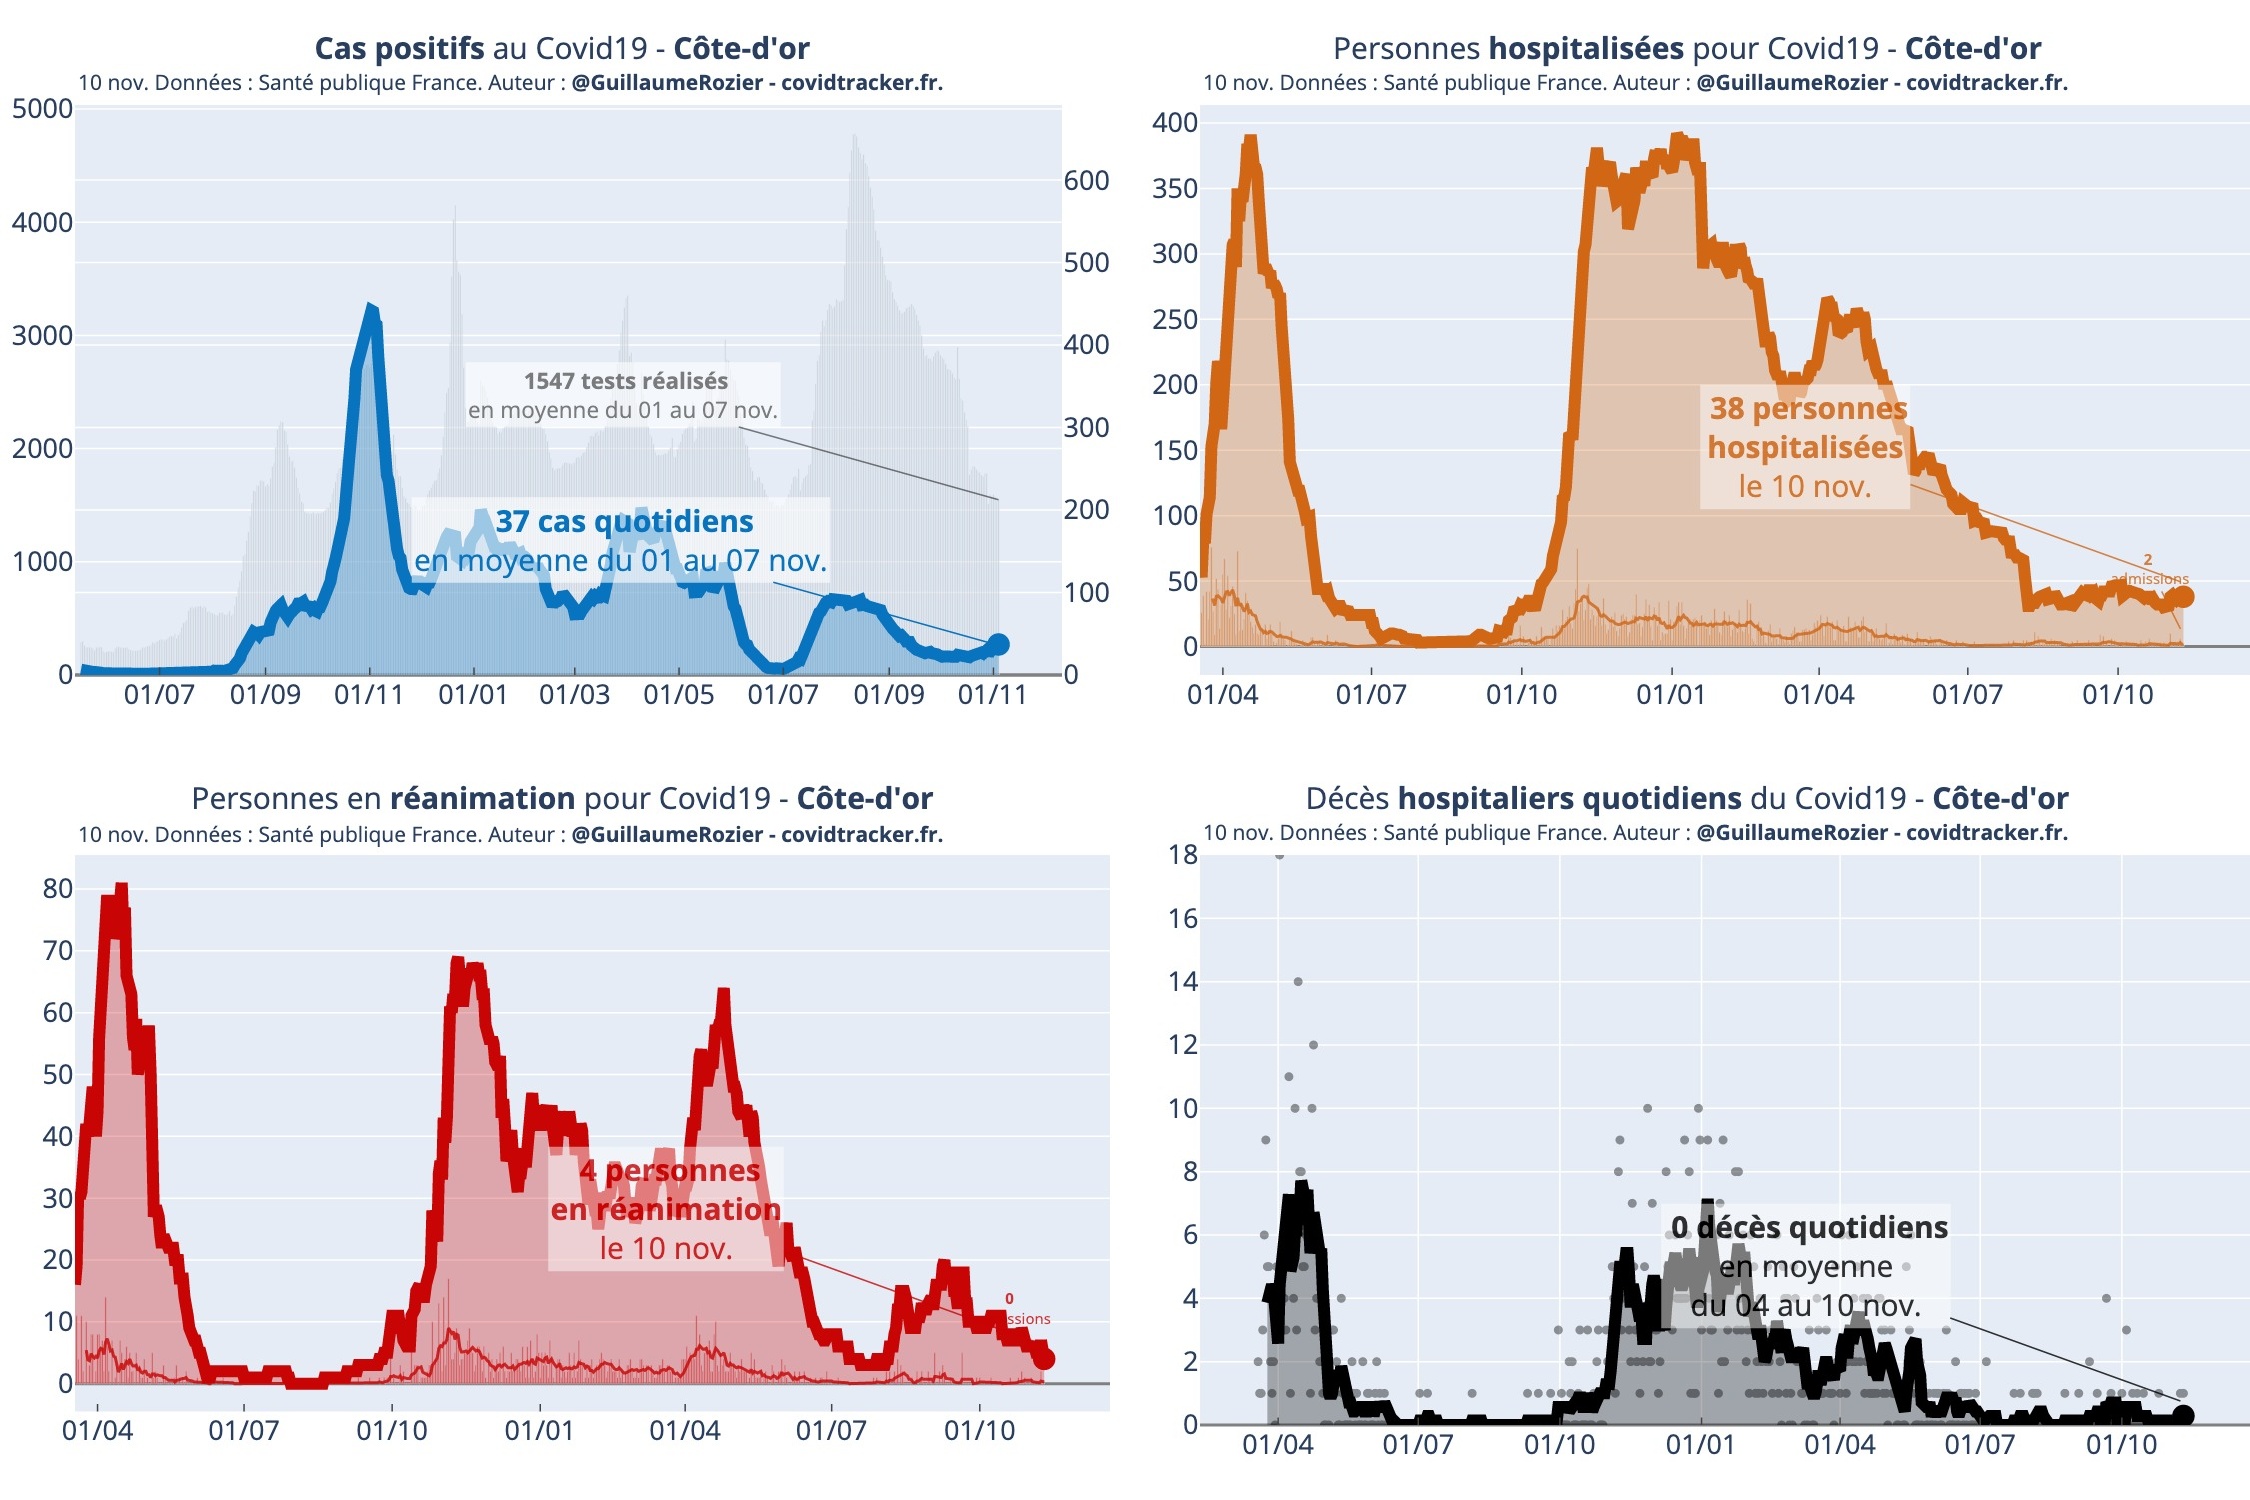 Cas positifs au Covid19 - Côte-d'or
10 nov. Données : Santé publique France. Auteur : @GuillaumeRozier - covidtracker.fr.
5000
4000
3000
2000
1000
0
600
500
400
300
200
100
0
1547 tests réalisés
en moyenne du 01 au 07 nov.
37 cas quotidiens
en moyenne du 01 au 07 nov.
01/07 01/09 01/11 01/01 01/03 01/05 01/07 01/09 01/11
Personnes hospitalisées pour Covid19 - Côte-d'or
10 nov. Données : Santé publique France. Auteur : @GuillaumeRozier - covidtracker.fr.
400
350
300
250
200
150
100
50
0
38 personnes
hospitalisées
le 10 nov.
2
admissions
01/04 01/07 01/10 01/01 01/04 01/07 01/10
Personnes en réanimation pour Covid19 - Côte-d'or
10 nov. Données : Santé publique France. Auteur : @GuillaumeRozier - covidtracker.fr.
80
70
60
50
40
30
20
10
0
4 personnes
en réanimation
le 10 nov.
0
ssions
01/04 01/07 01/10 01/01 01/04 01/07 01/10
Décès hospitaliers quotidiens du Covid19 - Côte-d'or
10 nov. Données : Santé publique France. Auteur : @GuillaumeRozier - covidtracker.fr.
18
16
14
12
10
8
6
4
2
0
0 décès quotidiens
en moyenne
du 04 au 10 nov.
01/04 01/07 01/10 01/01 01/04 01/07 01/10